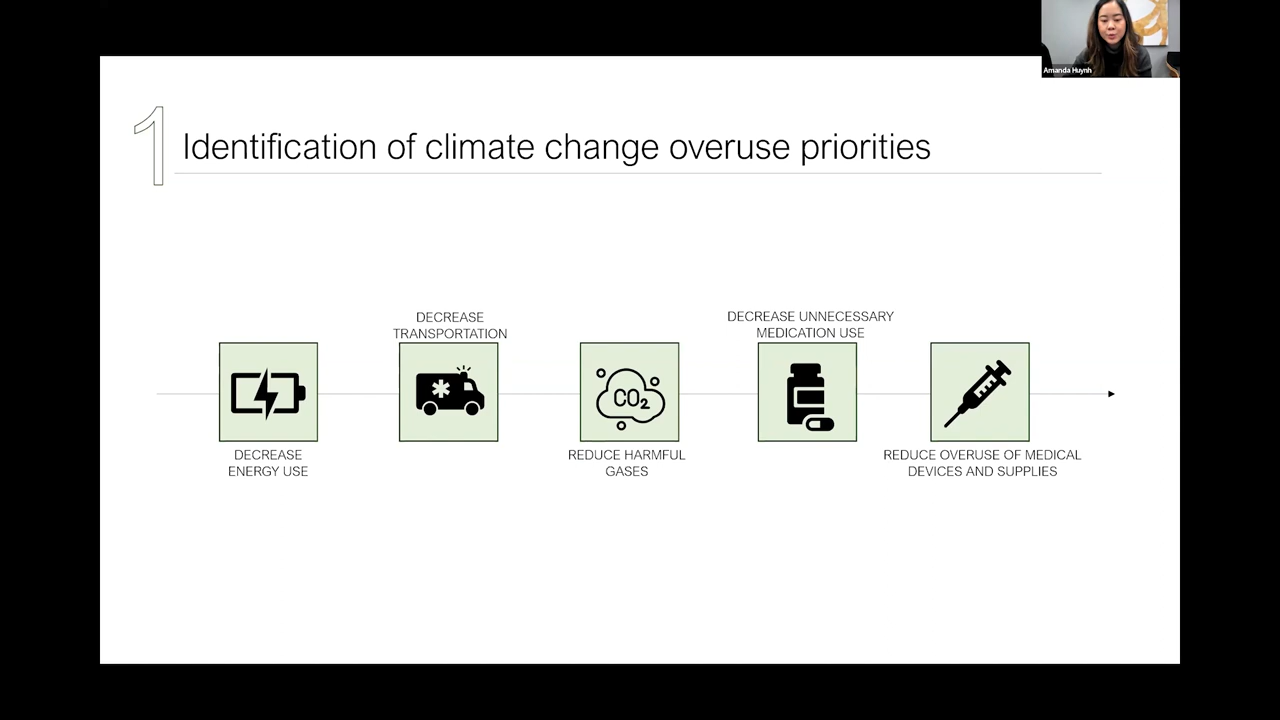 Amanda Huynh
1
Identification of climate change overuse priorities
DECREASE
TRANSPORTATION
DECREASE UNNECESSARY
MEDICATION USE
CO₂
DECREASE
ENERGY USE
REDUCE HARMFUL
GASES
REDUCE OVERUSE OF MEDICAL
DEVICES AND SUPPLIES